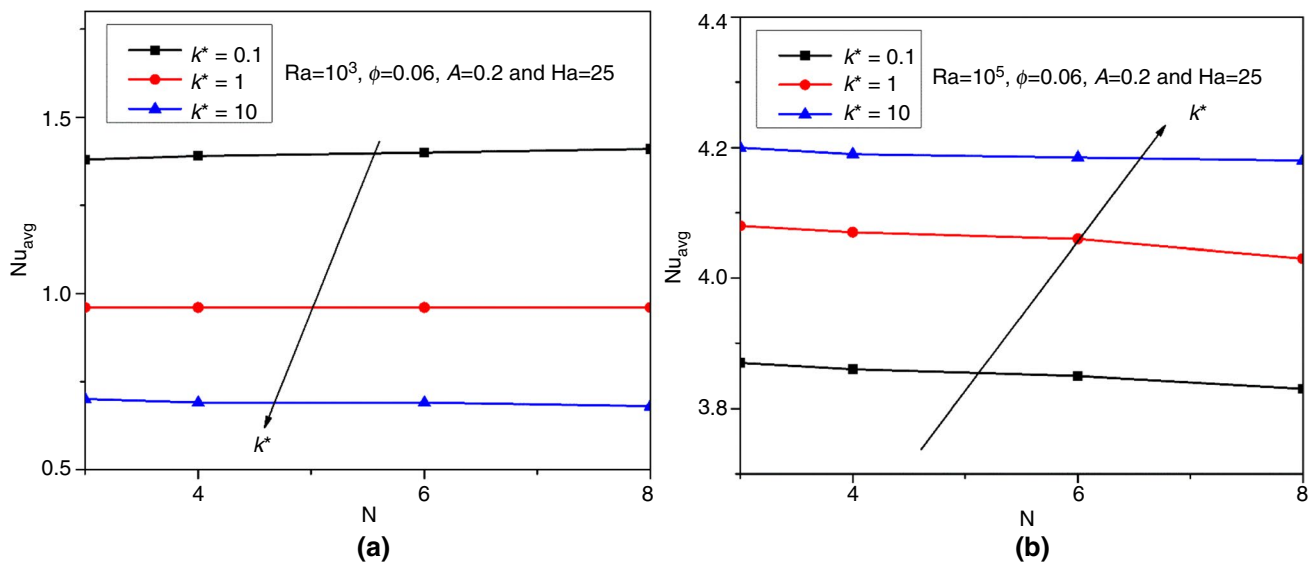 k* = 0.1
k* = 1
k* = 10
Ra=10³, ϕ=0.06, A=0.2 and Ha=25
1.5
1.0
0.5
Nu_avg
k*
4
6
8
N
(a)
k* = 0.1
k* = 1
k* = 10
Ra=10⁵, ϕ=0.06, A=0.2 and Ha=25
k*
4.4
4.2
4.0
3.8
Nu_avg
4
6
8
N
(b)